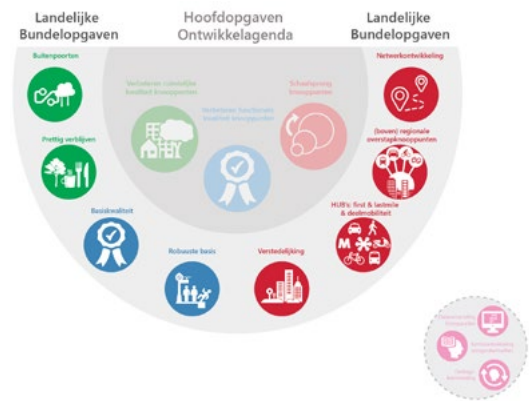 Landelijke
Bundelopgaven
Hoofdopgaven
Ontwikkelagenda
Landelijke
Bundelopgaven
Buitenpoorten
Networkontwikkeling
Verbeteren ruimtelijke
kwaliteit knooppunten
Schaalsprong
knooppunten
Verbeteren functionele
kwaliteit knooppunten
Prettig verblijven
(boven) regionale
overstapknooppunten
Basiskwaliteit
HUB's: first & lastmile
& deelmobiliteit
M
Robuuste basis
Verstedelijking